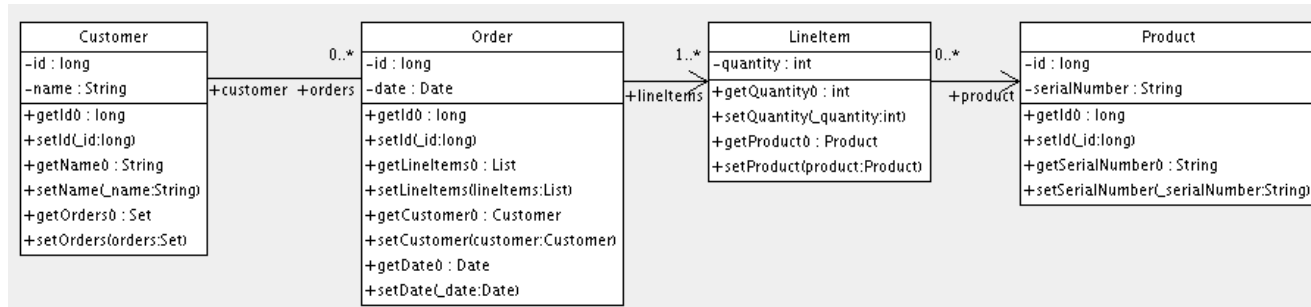 Customer
-id : long
-name : String
+getId() : long
+setId(_id:long)
+getName() : String
+setName(_name:String)
+getOrders() : Set
+setOrders(orders:Set)
0..*
+customer +orders
Order
-id : long
-date : Date
+getId() : long
+setId(_id:long)
+getLineItems() : List
+setLineItems(lineItems:List)
+getCustomer() : Customer
+setCustomer(customer:Customer)
+getDate() : Date
+setDate(_date:Date)
1..*
+lineItems
LineItem
-quantity : int
+getQuantity() : int
+setQuantity(_quantity:int)
+getProduct() : Product
+setProduct(product:Product)
0..*
+product
Product
-id : long
-serialNumber : String
+getId() : long
+setId(_id:long)
+getSerialNumber() : String
+setSerialNumber(_serialNumber:String)